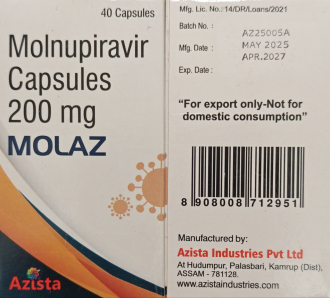 40 Capsules
Molnupiravir
Capsules
200 mg
MOLAZ
Azista
Mfg. Lic. No.: 14/DR/Loans/2021
Batch No. : AZ25005A
Mfg. Date : MAY 2025
Exp. Date : APR.2027
"For export only-Not for
domestic consumption"
8 908008 712951
Manufactured by:
Azista Industries Pvt Ltd
At Hudumpur, Palasbari, Kamrup (Dist),
ASSAM - 781128.
www.azistaindustries.com